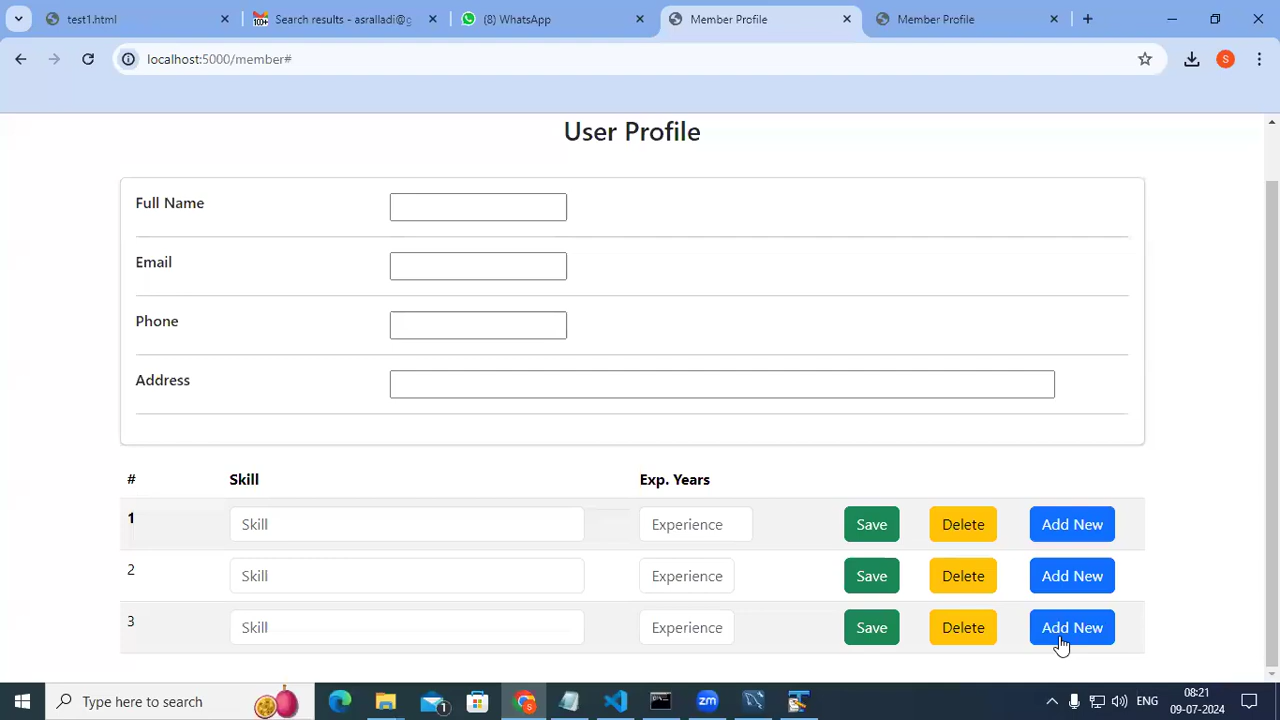 test1.html
Search results - asralladi@g
(8) WhatsApp
Member Profile
Member Profile
localhost:5000/member#
S
User Profile
Full Name
Email
Phone
Address
# Skill Exp. Years
1 Skill Experience Save Delete Add New
2 Skill Experience Save Delete Add New
3 Skill Experience Save Delete Add New
Type here to search
1
S
zm
ENG
08:21
09-07-2024